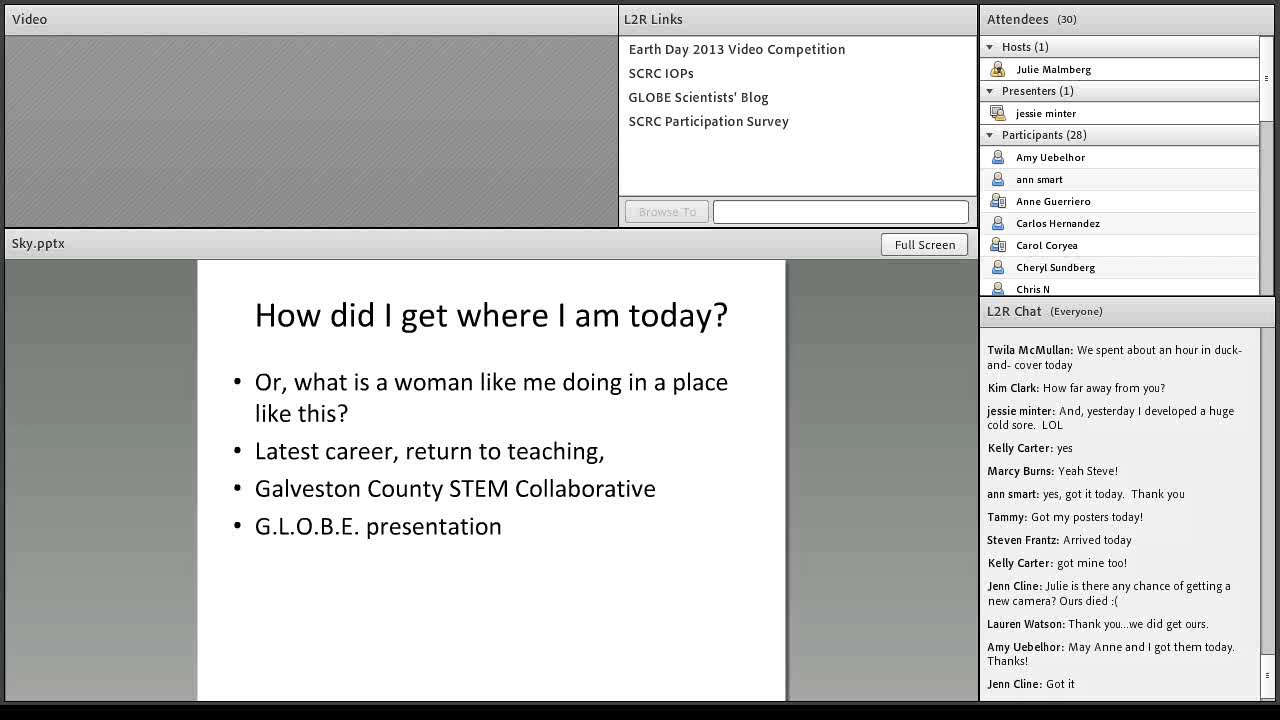 Video
L2R Links
Earth Day 2013 Video Competition
SCRC IOPs
GLOBE Scientists' Blog
SCRC Participation Survey
Browse To
Sky.pptx
Full Screen
How did I get where I am today?
• Or, what is a woman like me doing in a place
like this?
• Latest career, return to teaching,
• Galveston County STEM Collaborative
• G.L.O.B.E. presentation
Attendees (30)
Hosts (1)
Julie Malmberg
Presenters (1)
jessie minter
Participants (28)
Amy Uebelhor
ann smart
Anne Guerriero
Carlos Hernandez
Carol Coryea
Cheryl Sundberg
Chris N
L2R Chat (Everyone)
Twila McMullan: We spent about an hour in duck-
and- cover today
Kim Clark: How far away from you?
jessie minter: And, yesterday I developed a huge
cold sore. LOL
Kelly Carter: yes
Marcy Burns: Yeah Steve!
ann smart: yes, got it today. Thank you
Tammy: Got my posters today!
Steven Frantz: Arrived today
Kelly Carter: got mine too!
Jenn Cline: Julie is there any chance of getting a
new camera? Ours died :(
Lauren Watson: Thank you...we did get ours.
Amy Uebelhor: May Anne and I got them today.
Thanks!
Jenn Cline: Got it